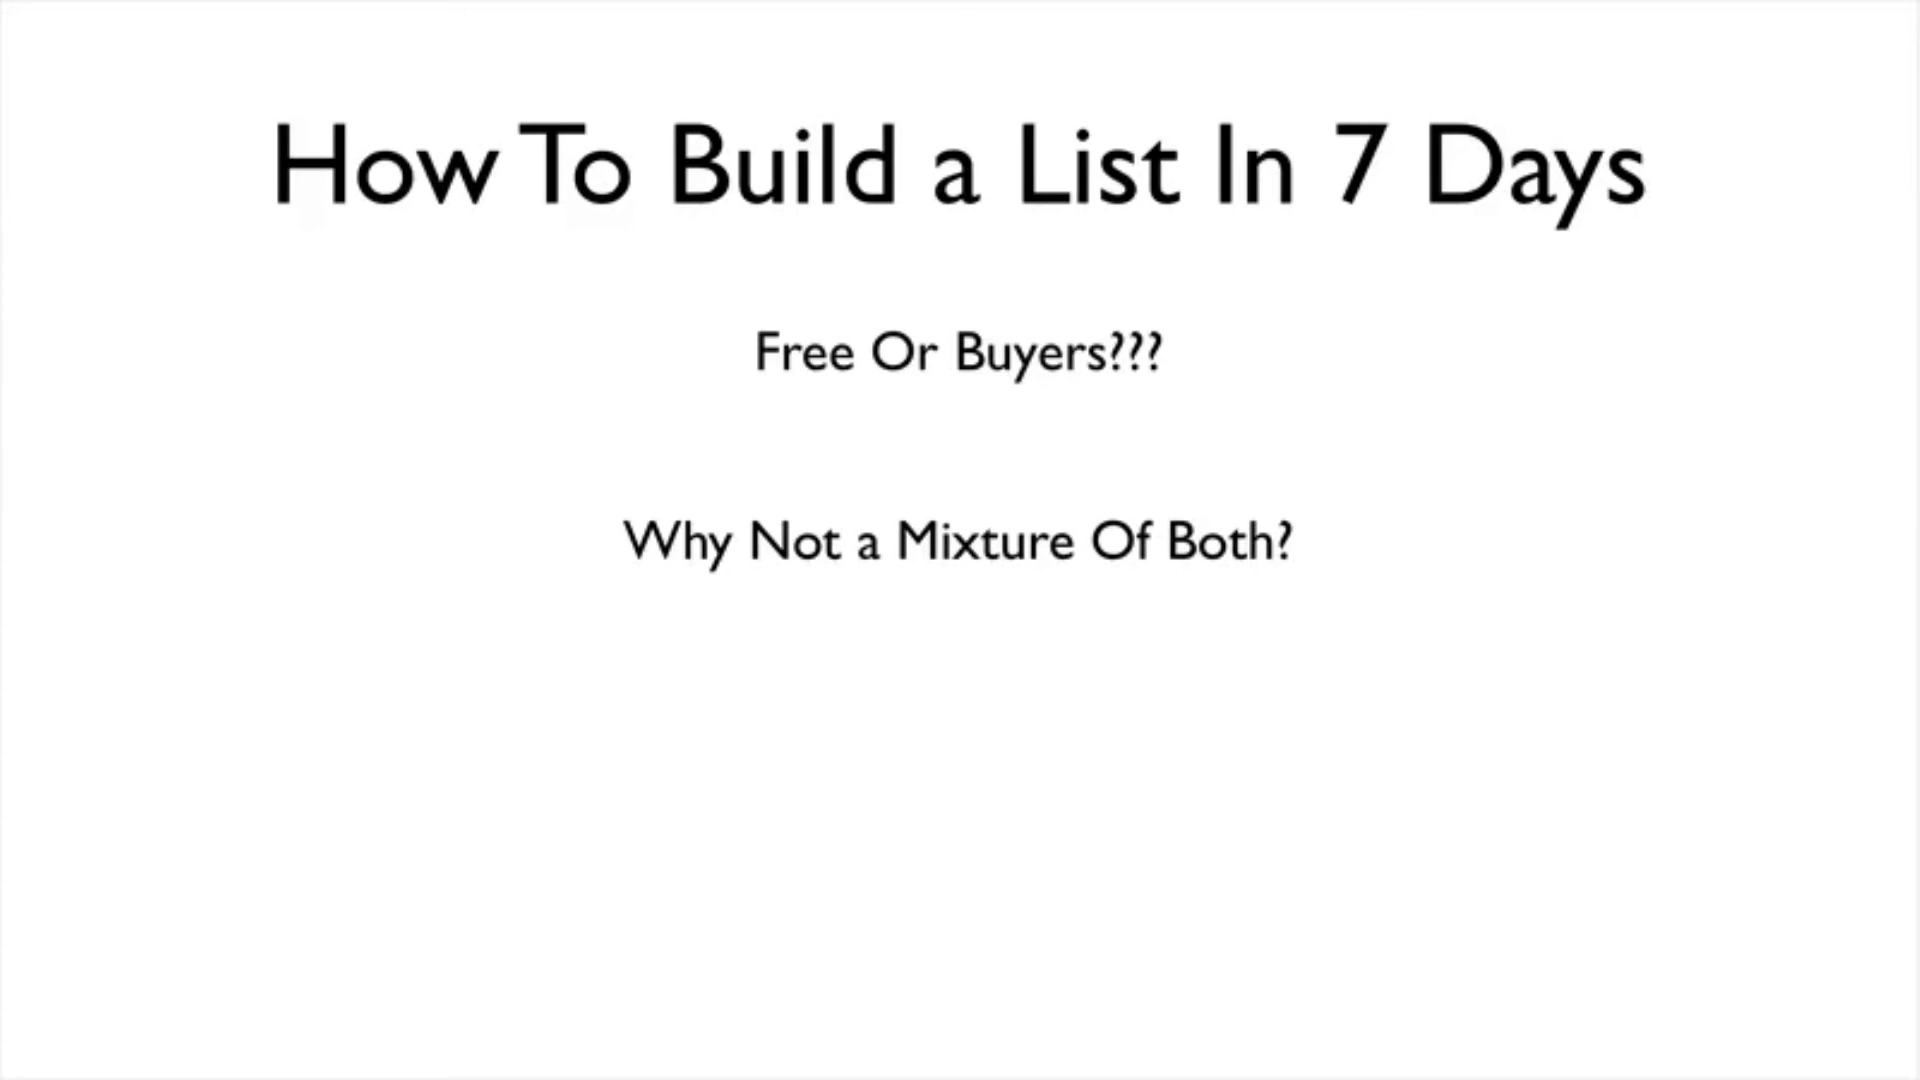 How To Build a List In 7 Days
Free Or Buyers???
Why Not a Mixture Of Both?